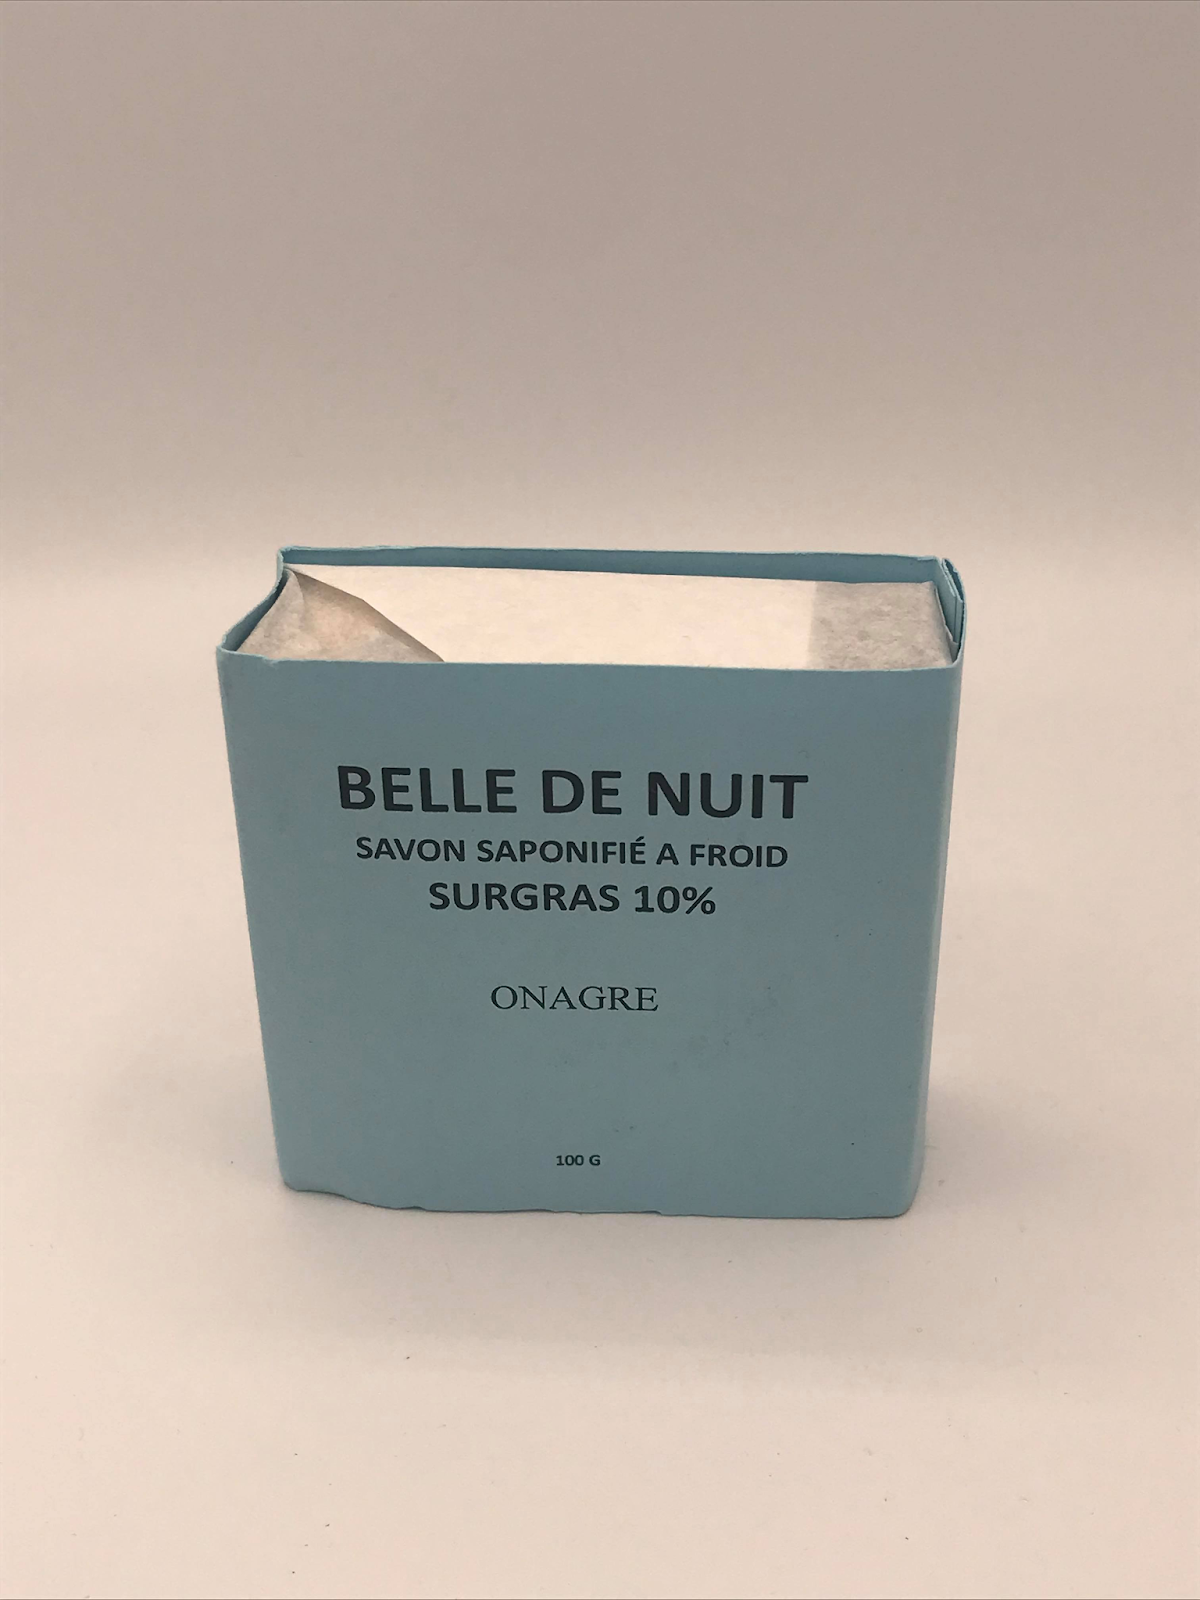 BELLE DE NUIT
SAVON SAPONIFIÉ A FROID
SURGRAS 10%
ONAGRE
100 G